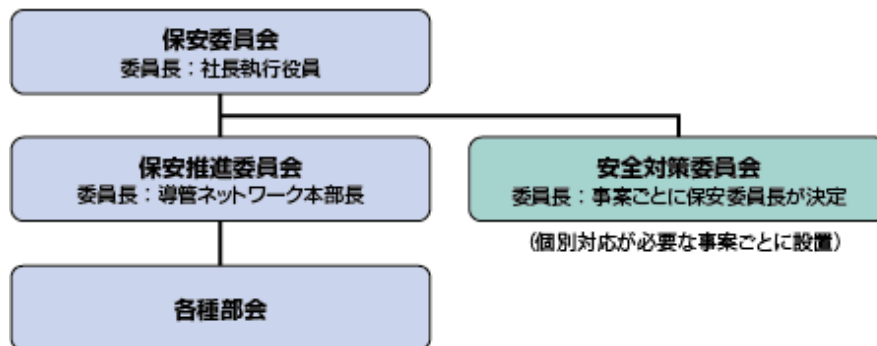 保安委員会
委員長：社長執行役員
保安推進委員会
委員長：導管ネットワーク本部長
安全対策委員会
委員長：事案ごとに保安委員長が決定
（個別対応が必要な事案ごとに設置）
各種部会